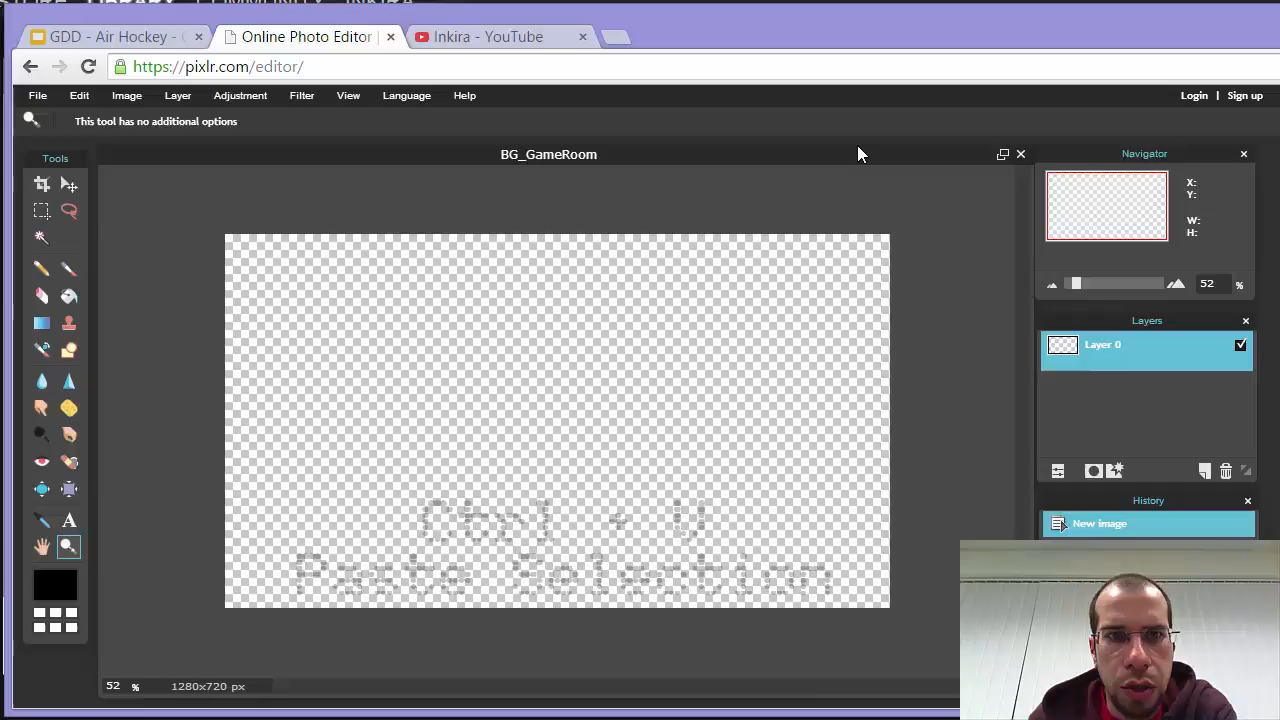 GDD - Air Hockey -
Online Photo Editor
Inkira - YouTube
https://pixlr.com/editor/
File Edit Image Layer Adjustment Filter View Language Help
Login | Sign up
This tool has no additional options
Tools
BG_GameRoom
Navigator
X:
Y:
W:
H:
52 %
Layers
Layer 0
History
New image
Paste Selection
52 % 1280x720 px